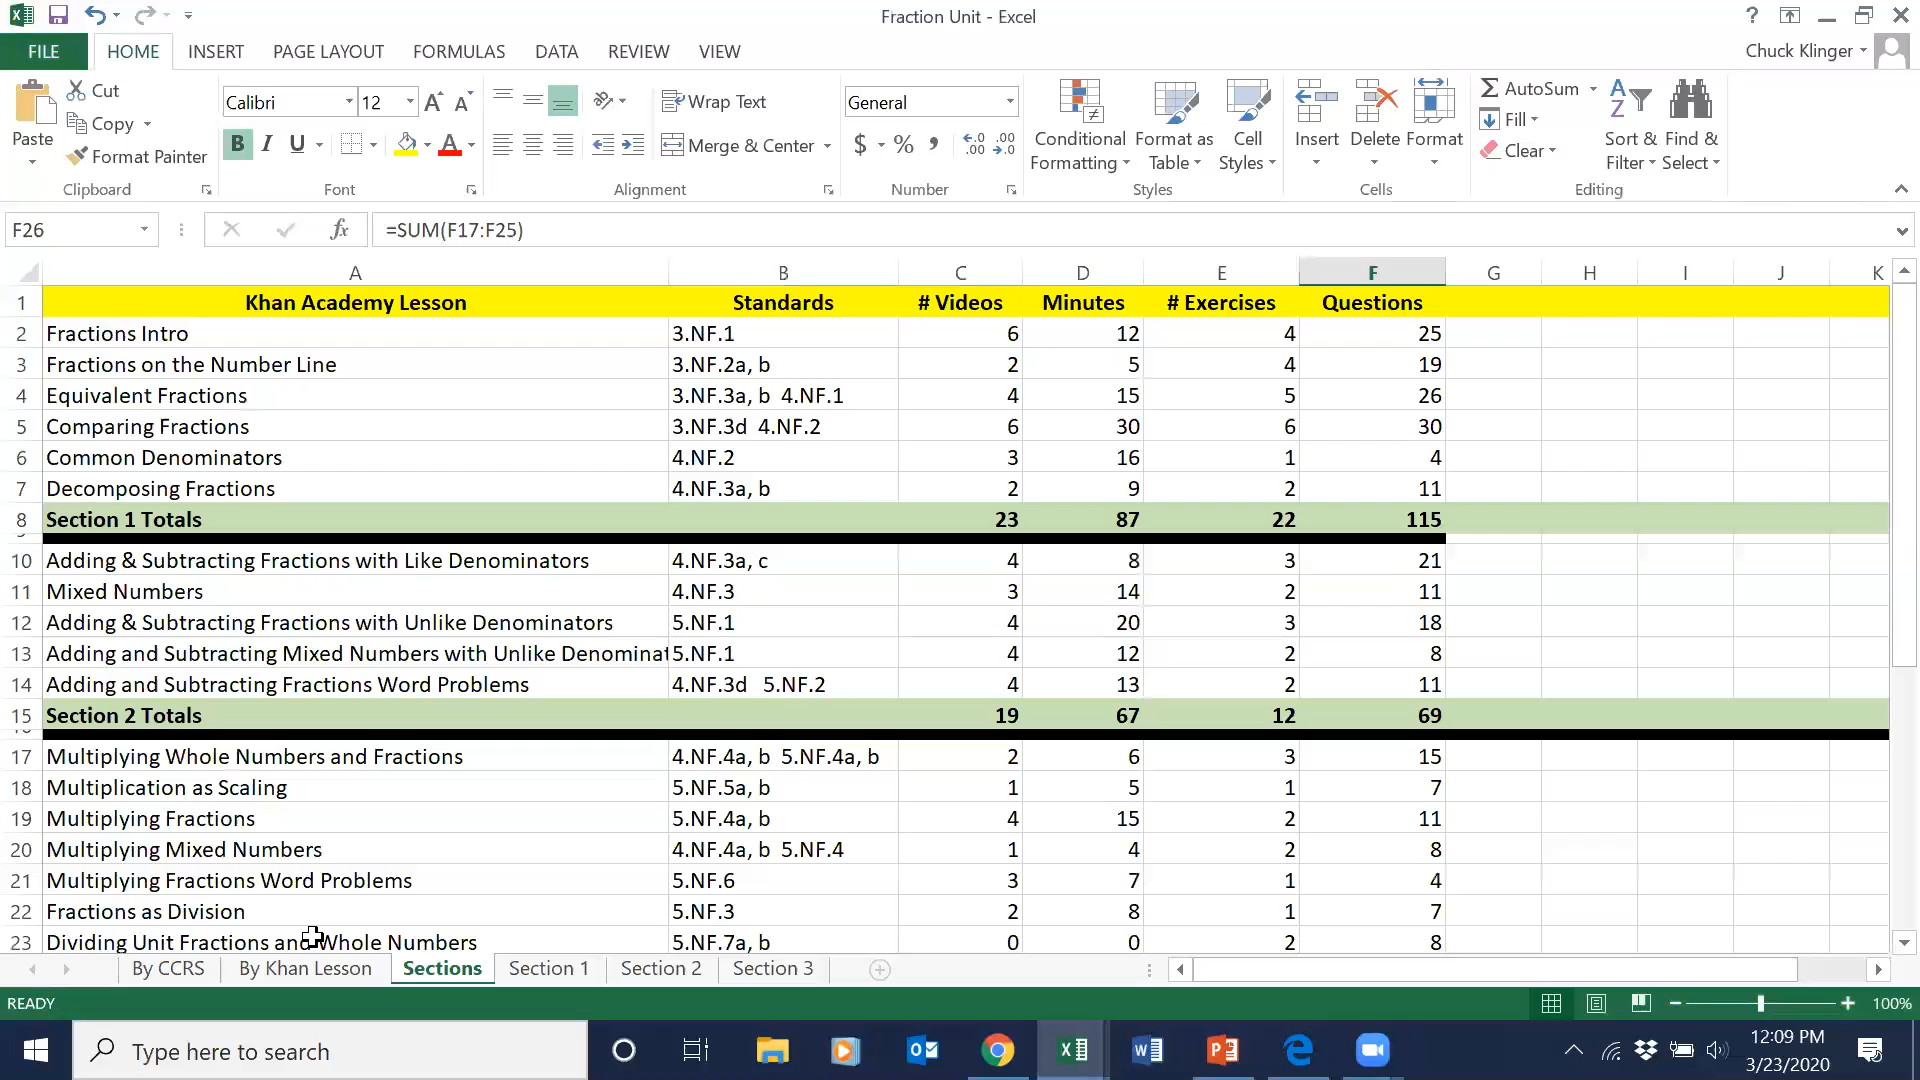 Fraction Unit - Excel
FILE HOME INSERT PAGE LAYOUT FORMULAS DATA REVIEW VIEW Chuck Klinger
Paste Cut Copy Format Painter
Calibri 12 B I U A
Wrap Text Merge & Center
General $ % ,
Conditional Formatting Format as Table Cell Styles
Insert Delete Format
AutoSum Fill Clear Sort & Filter Find & Select
Clipboard Font Alignment Number Styles Cells Editing
F26 fx =SUM(F17:F25)
A B C D E F G H I J K
1 Khan Academy Lesson Standards # Videos Minutes # Exercises Questions
2 Fractions Intro 3.NF.1 6 12 4 25
3 Fractions on the Number Line 3.NF.2a, b 2 5 4 19
4 Equivalent Fractions 3.NF.3a, b 4.NF.1 4 15 5 26
5 Comparing Fractions 3.NF.3d 4.NF.2 6 30 6 30
6 Common Denominators 4.NF.2 3 16 1 4
7 Decomposing Fractions 4.NF.3a, b 2 9 2 11
8 Section 1 Totals 23 87 22 115
10 Adding & Subtracting Fractions with Like Denominators 4.NF.3a, c 4 8 3 21
11 Mixed Numbers 4.NF.3 3 14 2 11
12 Adding & Subtracting Fractions with Unlike Denominators 5.NF.1 4 20 3 18
13 Adding and Subtracting Mixed Numbers with Unlike Denominat 5.NF.1 4 12 2 8
14 Adding and Subtracting Fractions Word Problems 4.NF.3d 5.NF.2 4 13 2 11
15 Section 2 Totals 19 67 12 69
17 Multiplying Whole Numbers and Fractions 4.NF.4a, b 5.NF.4a, b 2 6 3 15
18 Multiplication as Scaling 5.NF.5a, b 1 5 1 7
19 Multiplying Fractions 5.NF.4a, b 4 15 2 11
20 Multiplying Mixed Numbers 4.NF.4a, b 5.NF.4 1 4 2 8
21 Multiplying Fractions Word Problems 5.NF.6 3 7 1 4
22 Fractions as Division 5.NF.3 2 8 1 7
23 Dividing Unit Fractions and Whole Numbers 5.NF.7a, b 0 0 2 8
By CCRS By Khan Lesson Sections Section 1 Section 2 Section 3
READY 100%
Type here to search
12:09 PM
3/23/2020